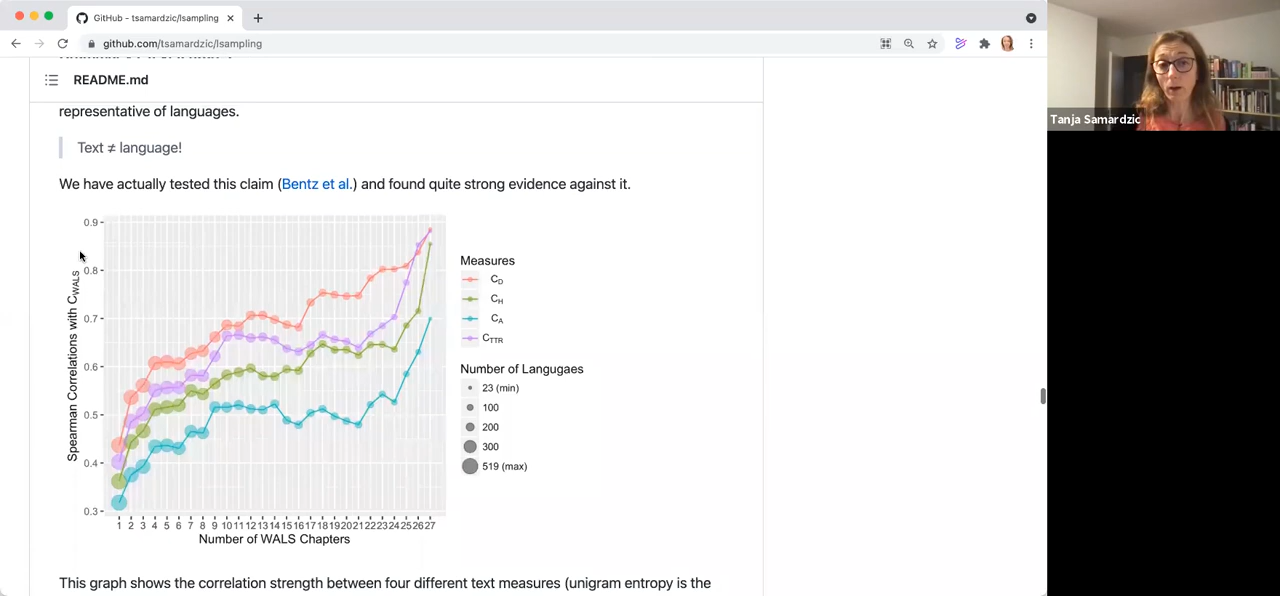 GitHub - tsamardzic/lsampling
github.com/tsamardzic/lsampling
README.md
representative of languages.
Text ≠ language!
We have actually tested this claim (Bentz et al.) and found quite strong evidence against it.
Spearman Correlations with CWALS
0.9
0.8
0.7
0.6
0.5
0.4
0.3
1 2 3 4 5 6 7 8 9 10 11 12 13 14 15 16 17 18 19 20 21 22 23 24 25 26 27
Number of WALS Chapters
Measures
CD
CH
CA
CTTR
Number of Langugaes
23 (min)
100
200
300
519 (max)
This graph shows the correlation strength between four different text measures (unigram entropy is the
Tanja Samardzic